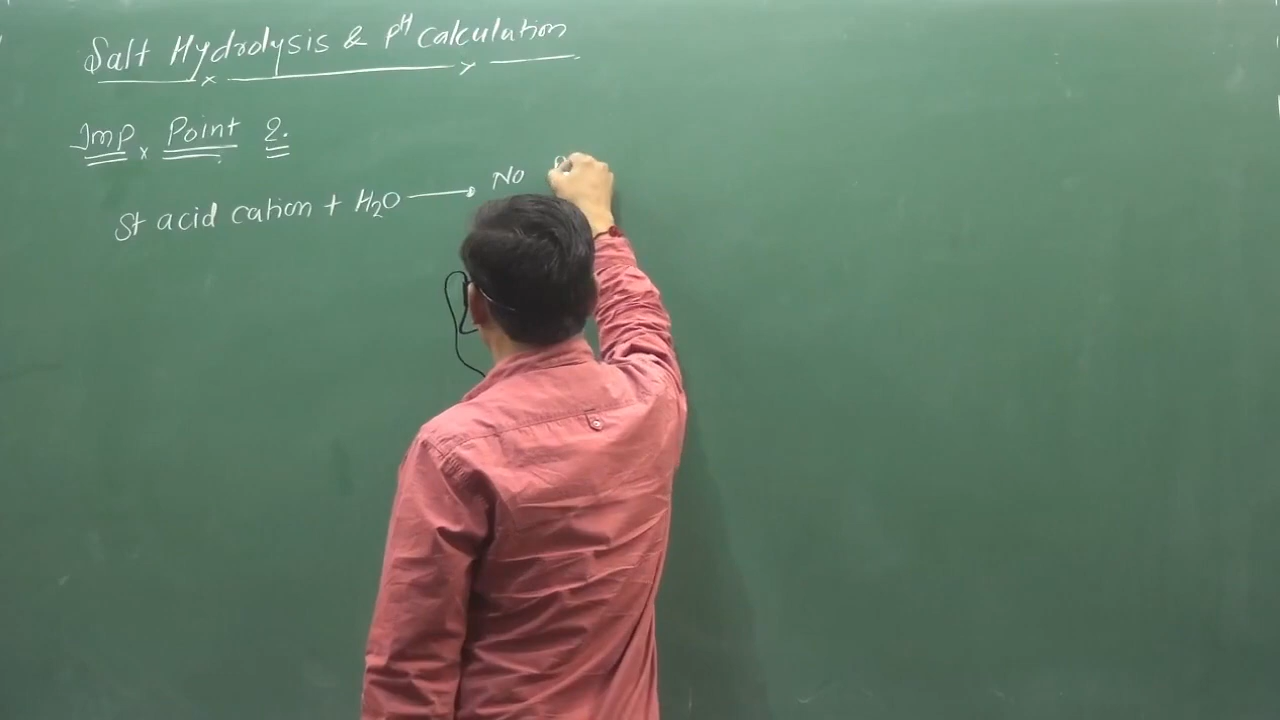 Salt Hydrolysis & pH calculation
Imp Point 2.
St acid cation + H2O → No